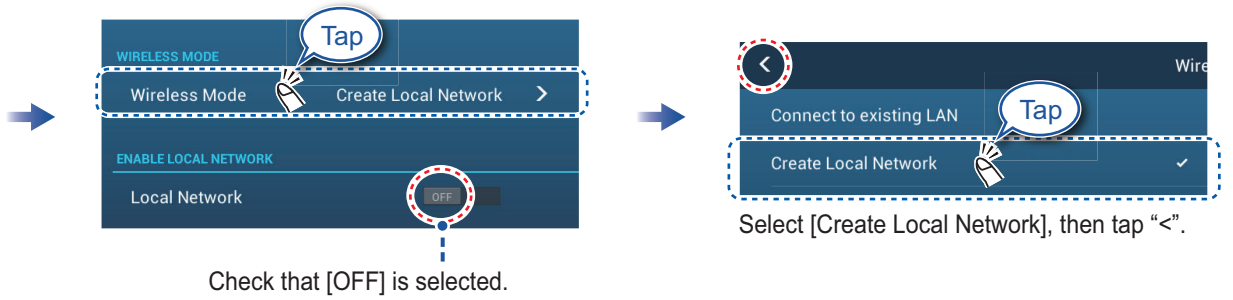 WIRELESS MODE
Tap
Wireless Mode Create Local Network >
ENABLE LOCAL NETWORK
Local Network OFF
Check that [OFF] is selected.
< Wire
Connect to existing LAN
Tap
Create Local Network ✓
Select [Create Local Network], then tap “<”.